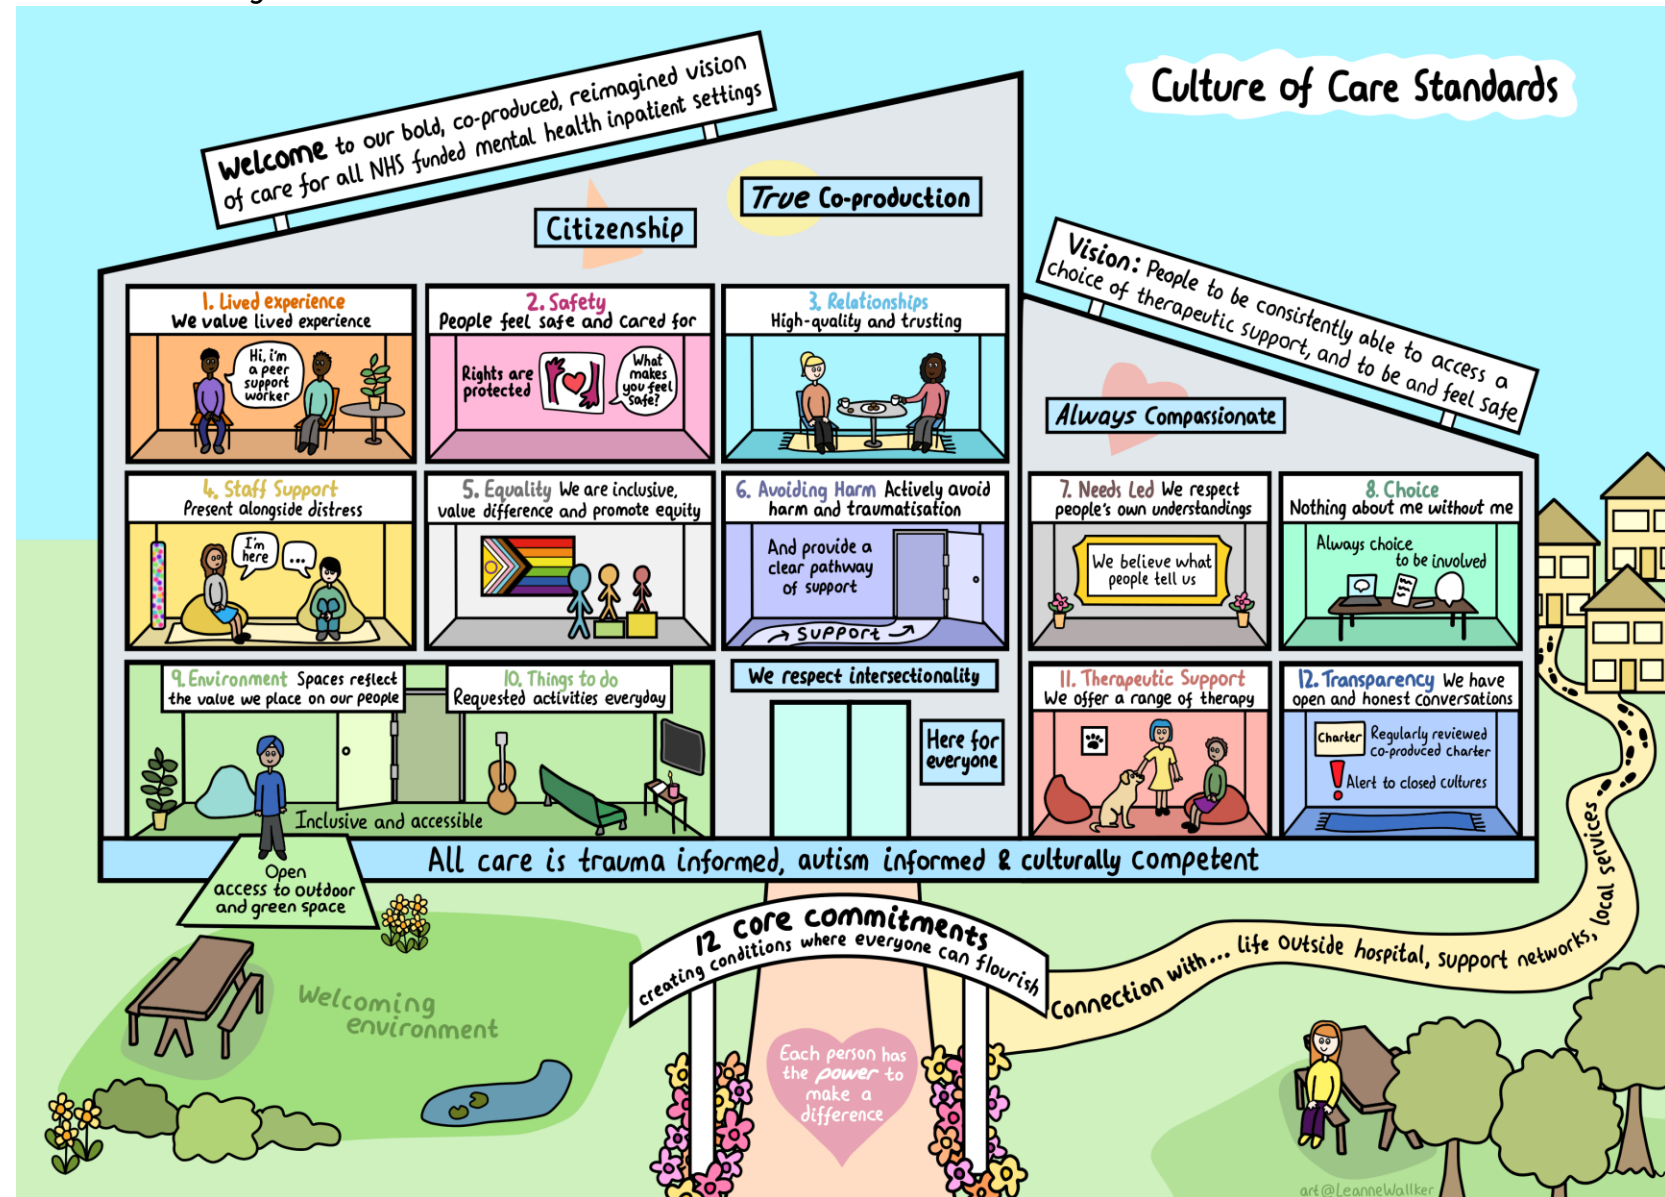 Culture of Care Standards
Welcome to our bold, co-produced, reimagined vision
of care for all NHS funded mental health inpatient settings
Citizenship
True Co-production
Vision: People to be consistently able to access a
choice of therapeutic support, and to be and feel safe
Always Compassionate
1. Lived experience
We value lived experience
Hi, i'm
a peer
support
worker
2. Safety
People feel safe and cared for
Rights are
protected
What
makes
you feel
safe?
3. Relationships
High-quality and trusting
4. Staff Support
Present alongside distress
I'm
here
...
5. Equality We are inclusive,
value difference and promote equity
6. Avoiding Harm Actively avoid
harm and traumatisation
And provide a
clear pathway
of support
support
7. Needs Led We respect
people's own understandings
We believe what
people tell us
8. Choice
Nothing about me without me
Always choice
to be involved
9. Environment Spaces reflect
the value we place on our people
10. Things to do
Requested activities everyday
Inclusive and accessible
Open
access to outdoor
and green space
We respect intersectionality
Here for
everyone
11. Therapeutic Support
We offer a range of therapy
12. Transparency We have
open and honest conversations
Charter
Regularly reviewed
co-produced charter
! Alert to closed cultures
All care is trauma informed, autism informed & culturally competent
12 core commitments
creating conditions where everyone can flourish
Connection with... life outside hospital, support networks, local services
Welcoming
environment
Each person has
the power to
make a
difference
art@LeanneWallker